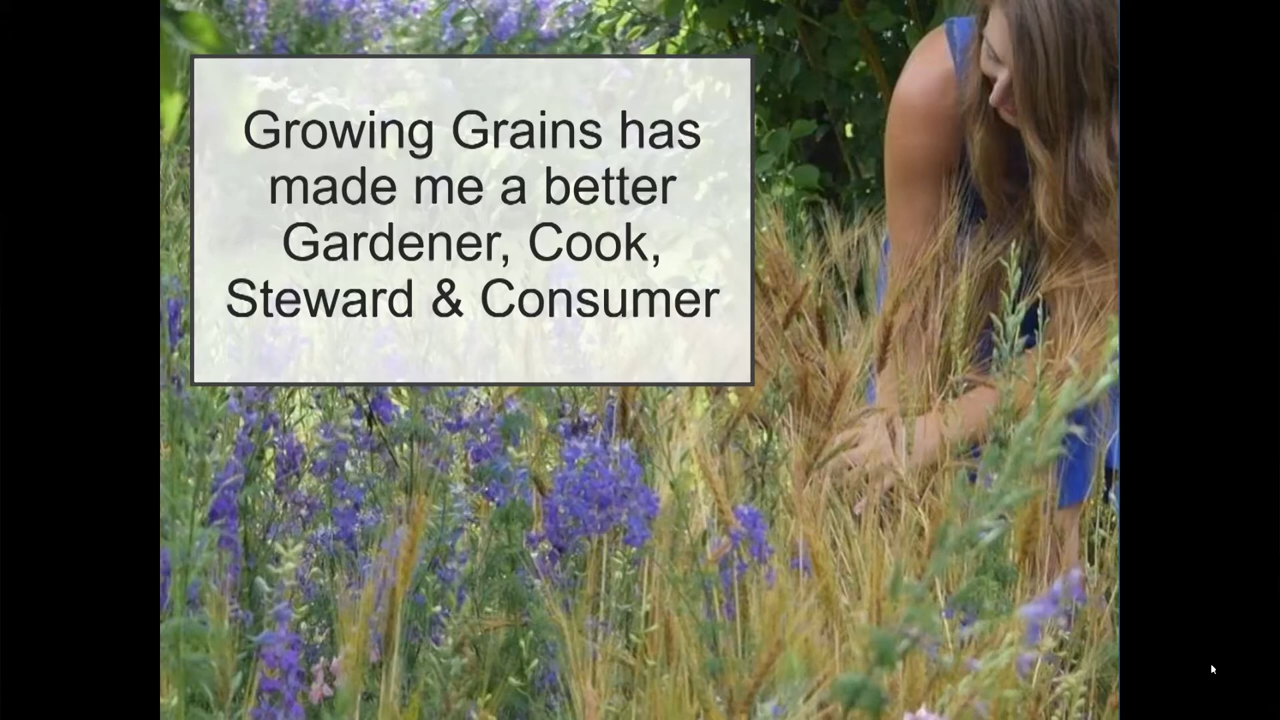 Growing Grains has
made me a better
Gardener, Cook,
Steward & Consumer